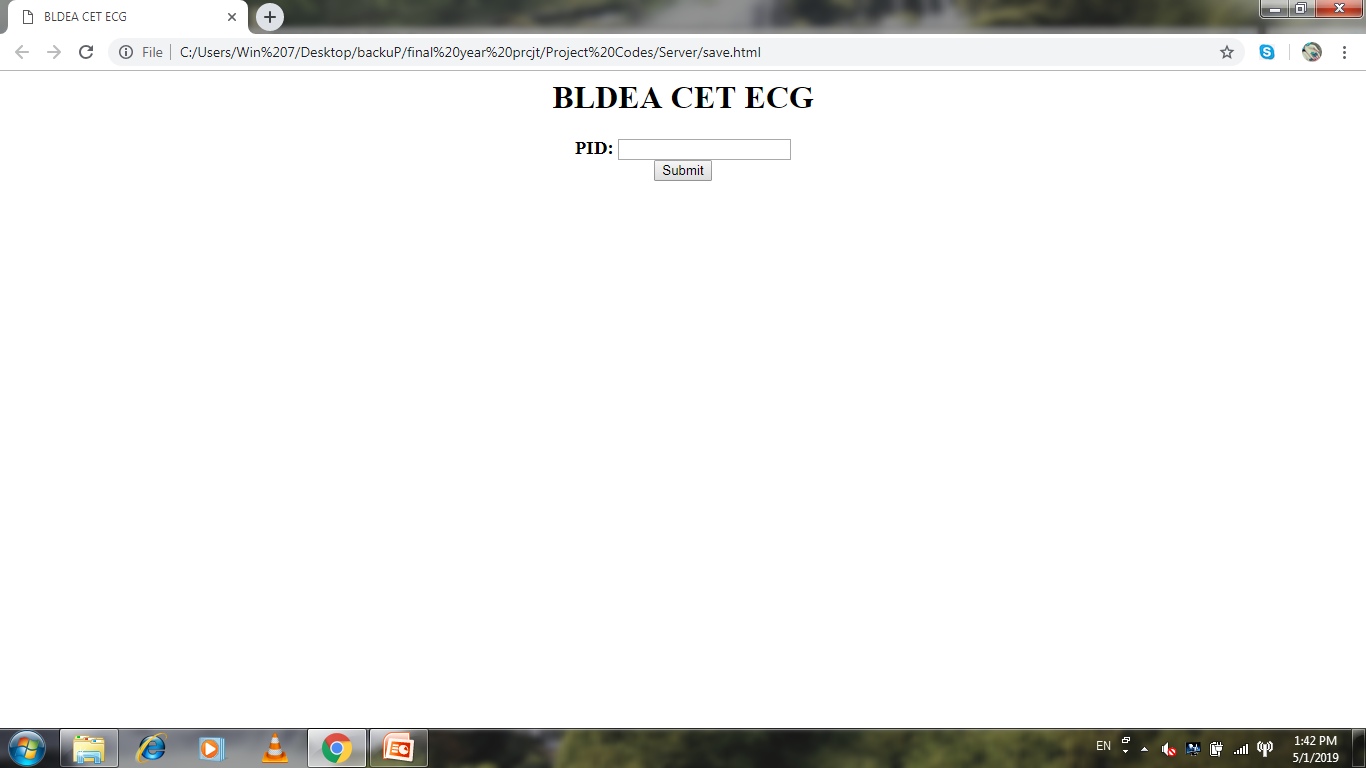 BLDEA CET ECG
File C:/Users/Win%207/Desktop/backuP/final%20year%20prcjt/Project%20Codes/Server/save.html
BLDEA CET ECG
PID:
Submit
EN
1:42 PM
5/1/2019